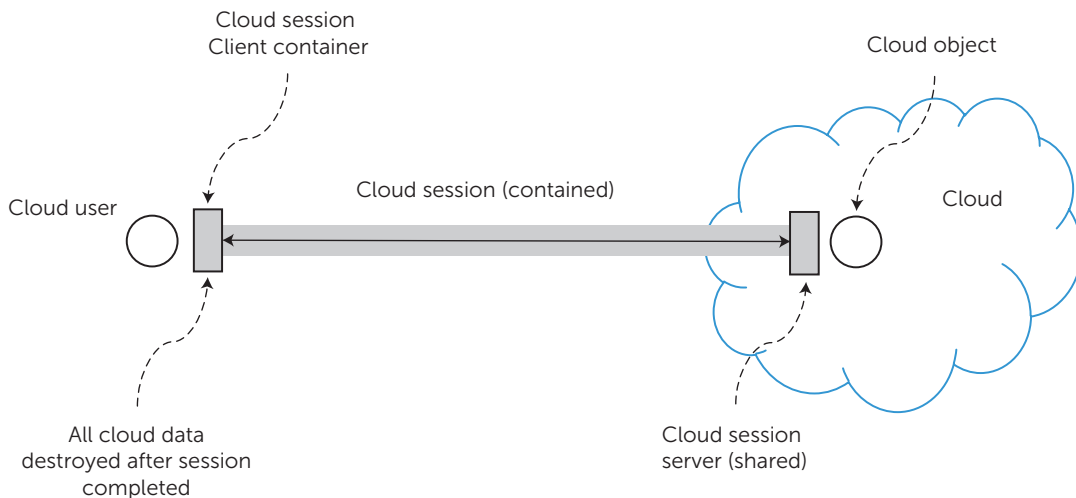 Cloud session
Client container
Cloud object
Cloud session (contained)
Cloud user
Cloud
All cloud data
destroyed after session
completed
Cloud session
server (shared)